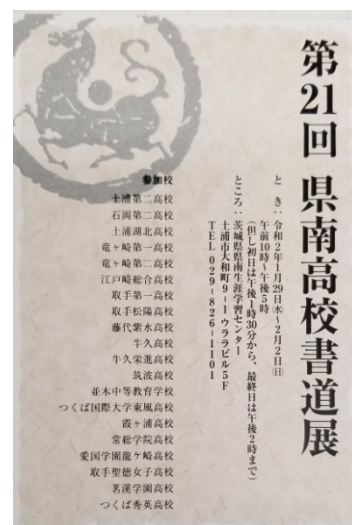 第21回 県南高校書道展
とき：令和2年1月29日㈬～2月2日㈰
午前10時～午後5時
（但し初日は午後1時30分から、最終日は午後2時まで）
ところ：茨城県県南生涯学習センター
土浦市大和町9−1ウララビル5F
TEL029−826−1101
参加校
土浦第二高校
石岡第二高校
土浦湖北高校
竜ヶ崎第一高校
竜ヶ崎第二高校
江戸崎総合高校
取手第一高校
取手松陽高校
藤代紫水高校
牛久高校
牛久栄進高校
筑波高校
並木中等教育学校
つくば国際大学東風高校
霞ヶ浦高校
常総学院高校
愛国学園龍ケ崎高校
取手聖徳女子高校
茗溪学園高校
つくば秀英高校